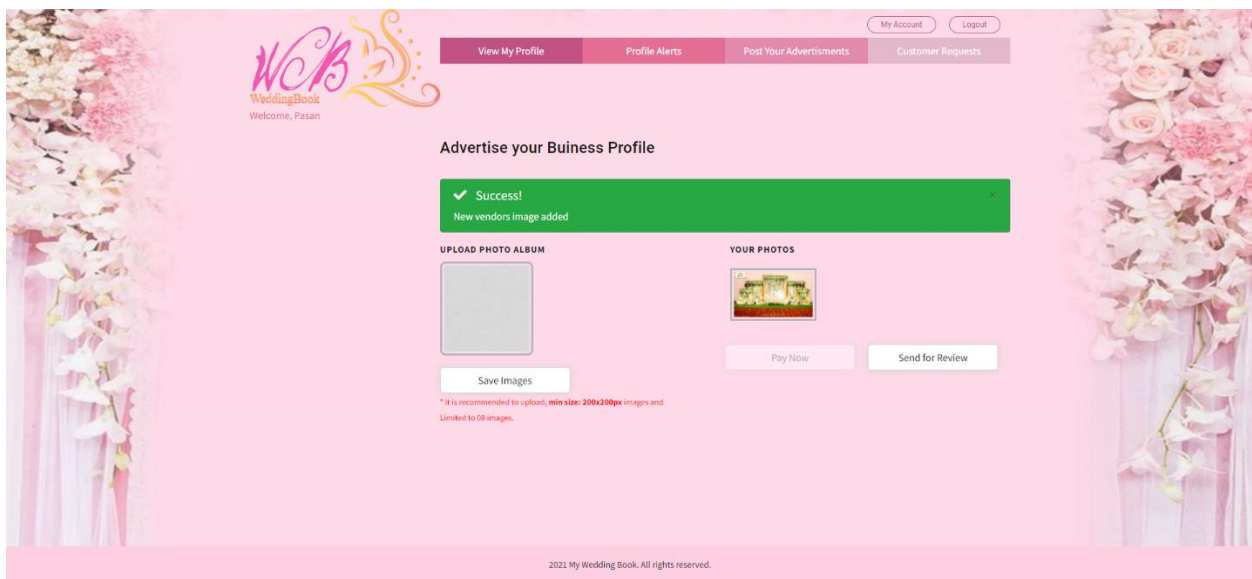 My Account
Logout
View My Profile
Profile Alerts
Post Your Advertisments
Customer Requests
WCB
WeddingBook
Welcome, Pasan
Advertise your Buiness Profile
Success!
×
New vendors image added
UPLOAD PHOTO ALBUM
YOUR PHOTOS
Pay Now
Send for Review
Save Images
* It is recommended to upload, min size: 200x200px images and
Limited to 08 images.
2021 My Wedding Book. All rights reserved.